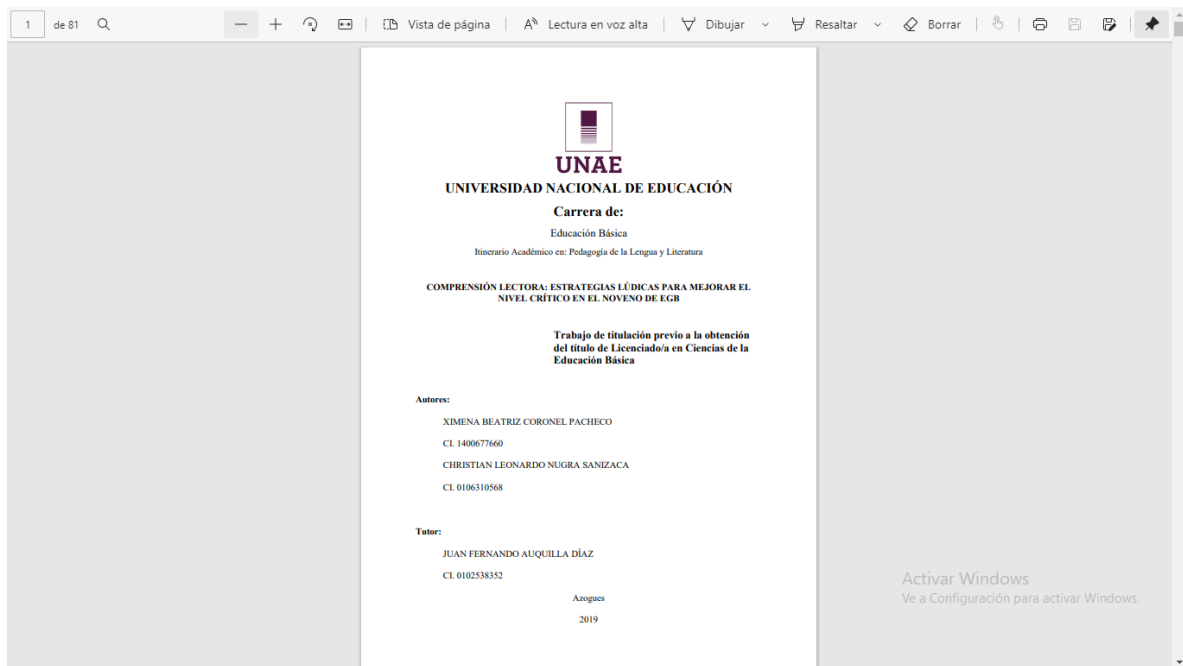 1 de 81 Vista de página Lectura en voz alta Dibujar Resaltar Borrar
UNAE
UNIVERSIDAD NACIONAL DE EDUCACIÓN
Carrera de:
Educación Básica
Itinerario Académico en: Pedagogía de la Lengua y Literatura
COMPRENSIÓN LECTORA: ESTRATEGIAS LÚDICAS PARA MEJORAR EL
NIVEL CRÍTICO EN EL NOVENO DE EGB
Trabajo de titulación previo a la obtención
del título de Licenciado/a en Ciencias de la
Educación Básica
Autores:
XIMENA BEATRIZ CORONEL PACHECO
CI. 1400677660
CHRISTIAN LEONARDO NUGRA SANIZACA
CI. 0106310568
Tutor:
JUAN FERNANDO AUQUILLA DÍAZ
CI. 0102538352
Azogues
2019
Activar Windows
Ve a Configuración para activar Windows.